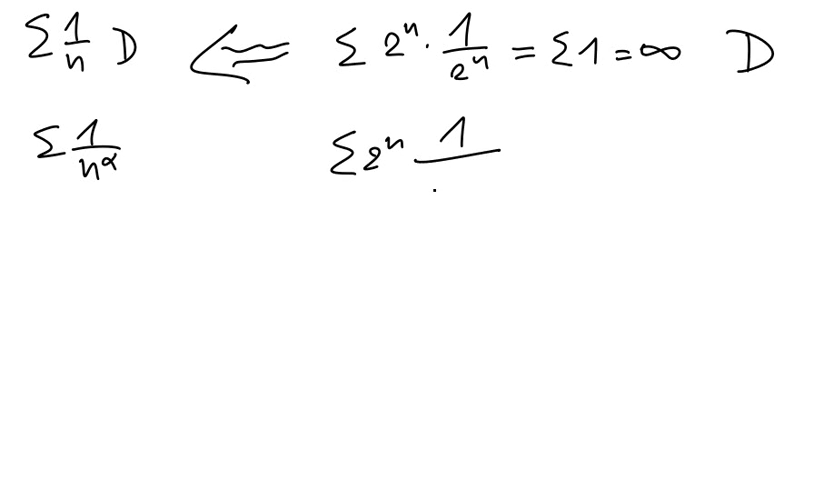 Σ 1/n D ⇐ Σ 2ⁿ · 1/2ⁿ = Σ 1 = ∞ D
Σ 1/n^α Σ 2ⁿ 1/